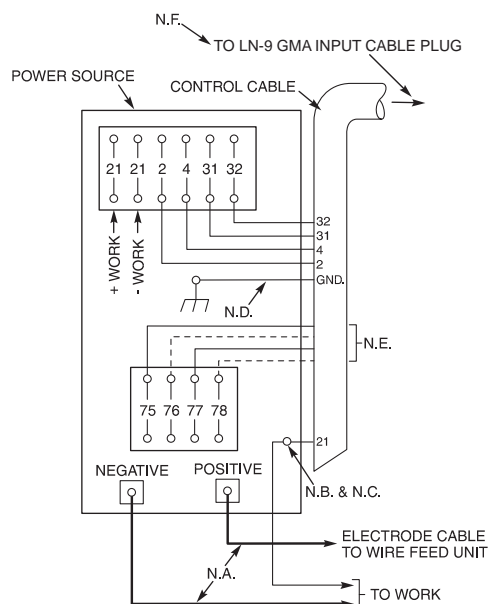 N.F.
TO LN-9 GMA INPUT CABLE PLUG
POWER SOURCE
CONTROL CABLE
21 21 2 4 31 32
+ WORK
- WORK
32
31
4
2
GND.
N.D.
N.E.
75 76 77 78
21
NEGATIVE
POSITIVE
N.B. & N.C.
ELECTRODE CABLE
TO WIRE FEED UNIT
N.A.
TO WORK